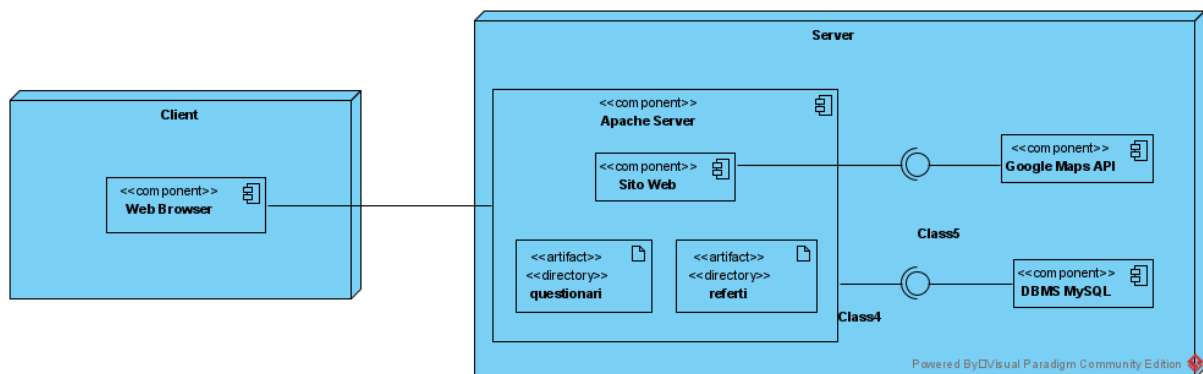 Server
Client
<<component>>
Apache Server
<<component>>
Sito Web
<<component>>
Google Maps API
<<component>>
Web Browser
Class5
<<artifact>>
<<directory>>
questionari
<<artifact>>
<<directory>>
referti
<<component>>
DBMS MySQL
Class4
Powered By□Visual Paradigm Community Edition